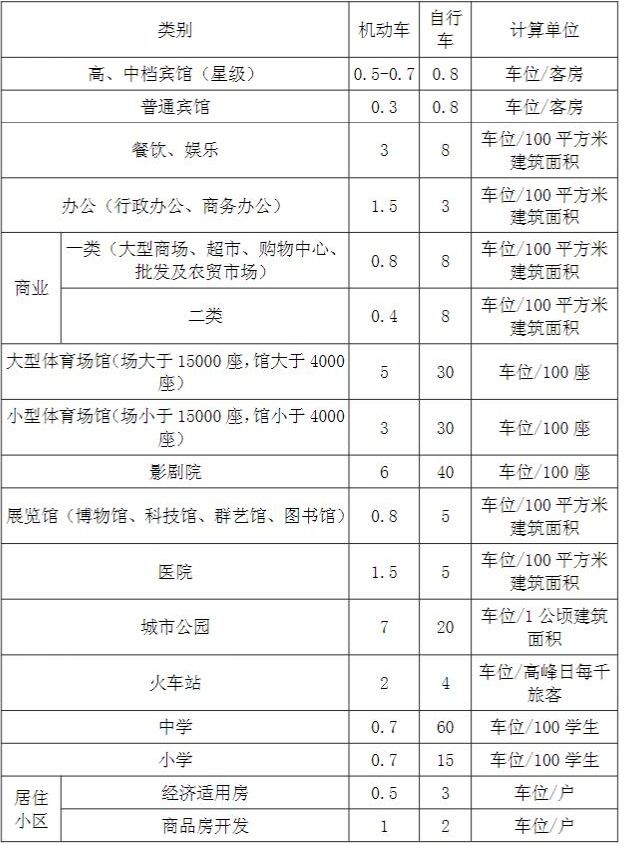 类别 机动车 自行车 计算单位
高、中档宾馆（星级） 0.5-0.7 0.8 车位/客房
普通宾馆 0.3 0.8 车位/客房
餐饮、娱乐 3 8 车位/100 平方米
建筑面积
办公（行政办公、商务办公） 1.5 3 车位/100 平方米
建筑面积
商业
一类（大型商场、超市、购物中心、
批发及农贸市场） 0.8 8 车位/100 平方米
建筑面积
二类 0.4 8 车位/100 平方米
建筑面积
大型体育场馆（场大于 15000 座，馆大于 4000
座） 5 30 车位/100 座
小型体育场馆（场小于 15000 座，馆小于 4000
座） 3 30 车位/100 座
影剧院 6 40 车位/100 座
展览馆（博物馆、科技馆、群艺馆、图书馆） 0.8 5 车位/100 平方米
建筑面积
医院 1.5 5 车位/100 平方米
建筑面积
城市公园 7 20 车位/1 公顷建筑
面积
火车站 2 4 车位/高峰日每千
旅客
中学 0.7 60 车位/100 学生
小学 0.7 15 车位/100 学生
居住
小区
经济适用房 0.5 3 车位/户
商品房开发 1 2 车位/户